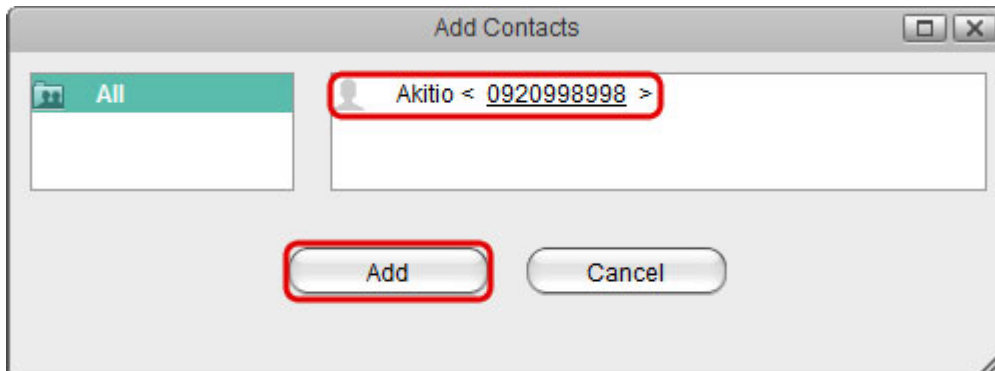 Add Contacts
All
Akitio < 0920998998 >
Add
Cancel